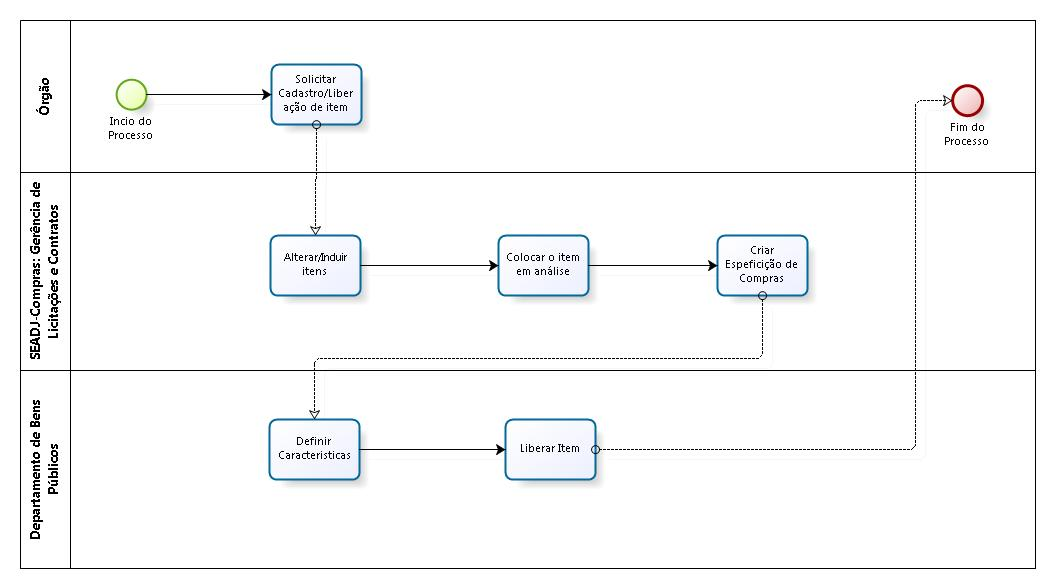 Órgão
Incio do
Processo
Solicitar
Cadastro/Liber
ação de item
Fim do
Processo
SEADJ-Compras: Gerência de
Licitações e Contratos
Alterar/Incluir
itens
Colocar o item
em análise
Criar
Espeficição de
Compras
Departamento de Bens
Públicos
Definir
Caracteristicas
Liberar Item